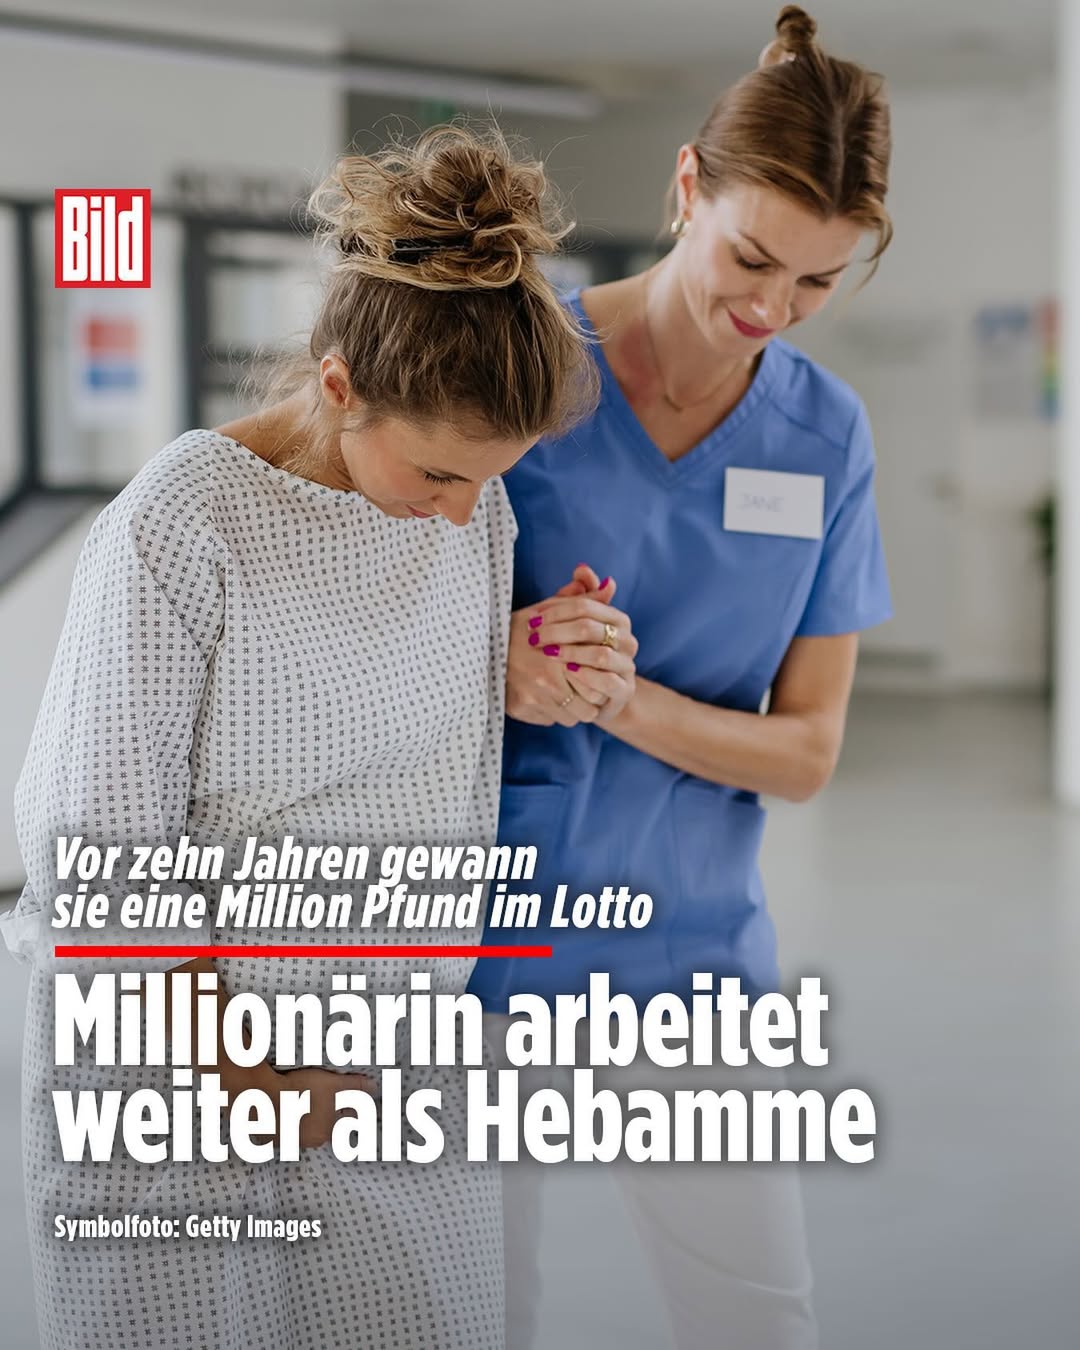 Bild
JANE
Vor zehn Jahren gewann
sie eine Million Pfund im Lotto
Millionärin arbeitet
weiter als Hebamme
Symbolfoto: Getty Images